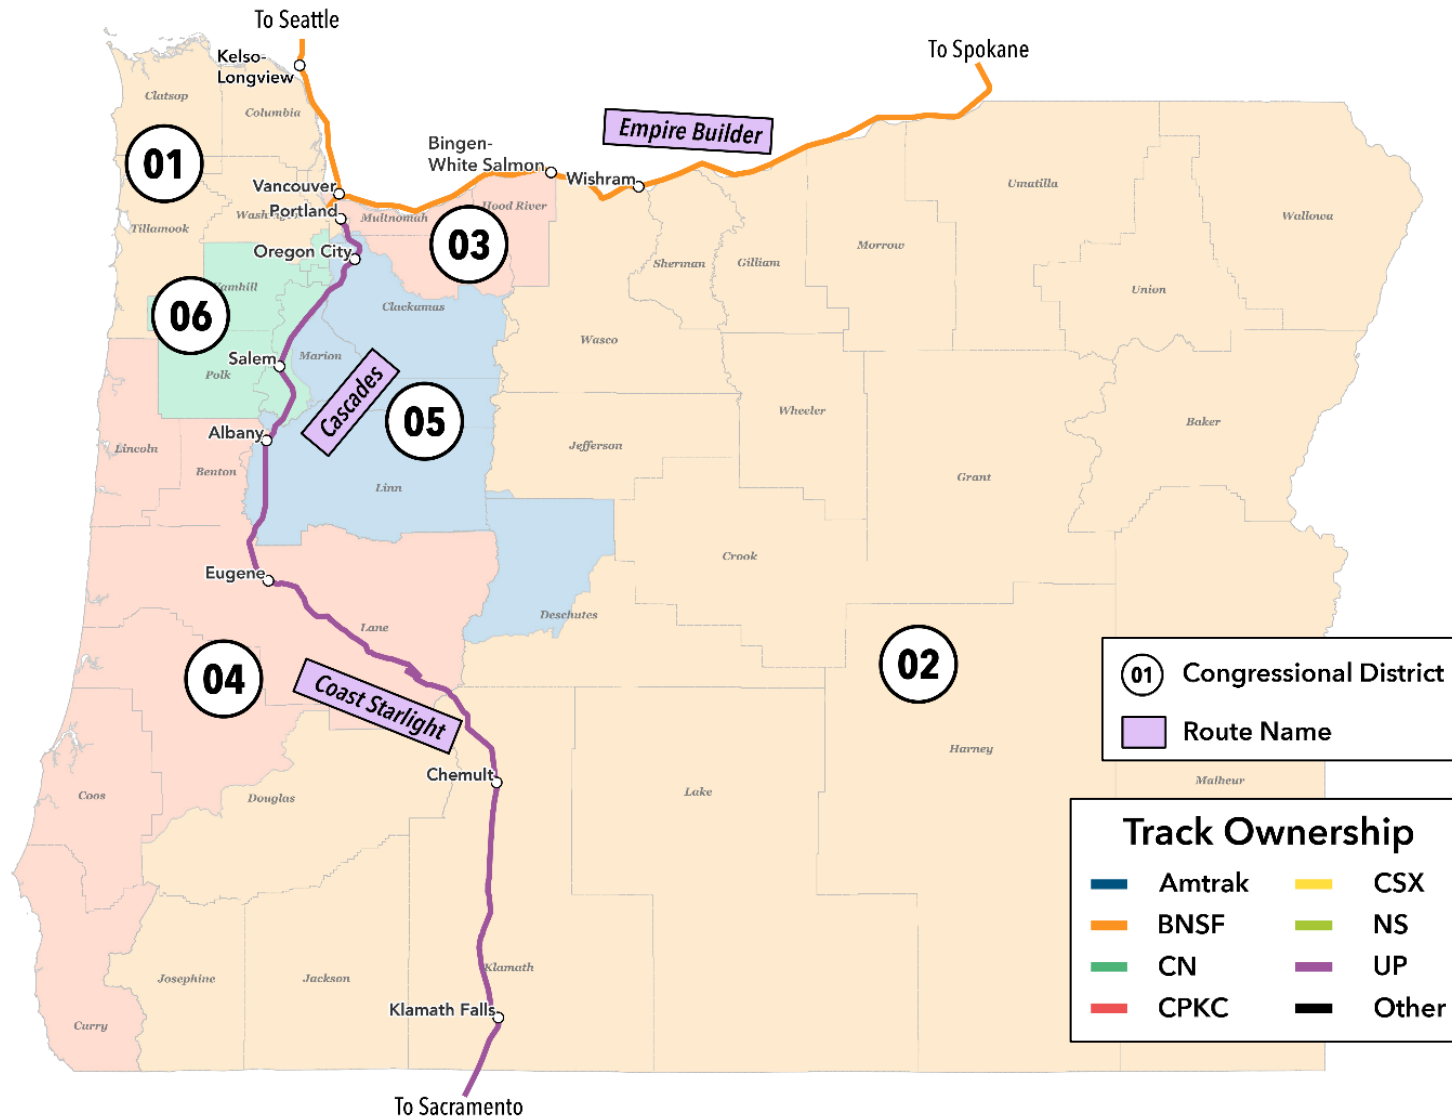 To Seattle
To Spokane
Kelso-
Longview
Clatsop
Columbia
Empire Builder
01
Bingen-
White Salmon
Wishram
Vancouver
Portland
Washington
Multnomah
Hood River
Umatilla
Wallowa
Tillamook
Oregon City
03
Sherman
Gilliam
Morrow
Union
06
Yamhill
Clackamas
Wasco
Salem
Marion
Polk
Cascades
05
Wheeler
Baker
Albany
Lincoln
Benton
Jefferson
Linn
Grant
Crook
Eugene
Lane
Deschutes
04
02
Coast Starlight
Chemult
Coos
Douglas
Lake
Harney
Malheur
Klamath
Josephine
Jackson
Klamath Falls
Curry
To Sacramento
01 Congressional District
Route Name
Track Ownership
Amtrak CSX
BNSF NS
CN UP
CPKC Other